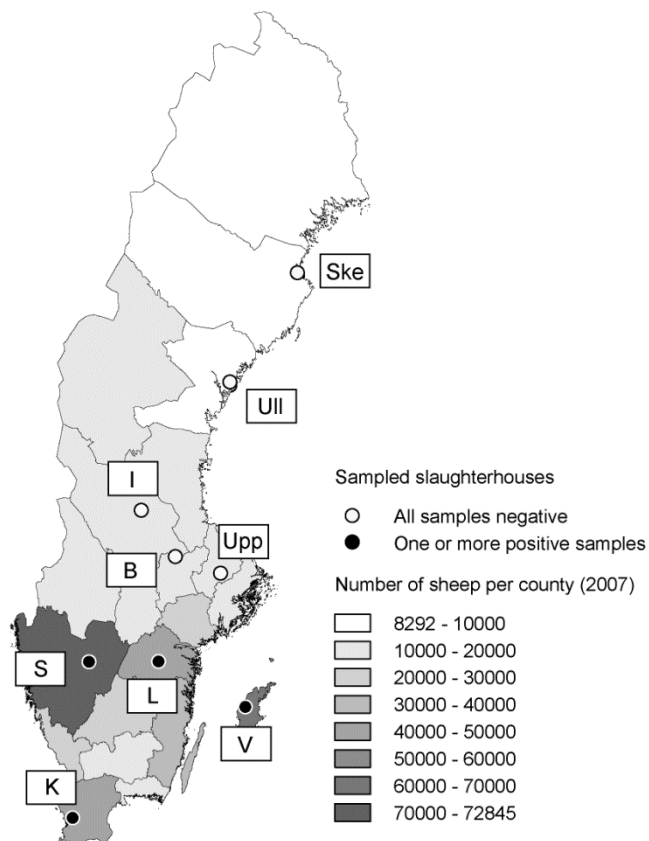 Ske
Ull
I
Upp
B
S
L
V
K
Sampled slaughterhouses
All samples negative
One or more positive samples
Number of sheep per county (2007)
8292 - 10000
10000 - 20000
20000 - 30000
30000 - 40000
40000 - 50000
50000 - 60000
60000 - 70000
70000 - 72845